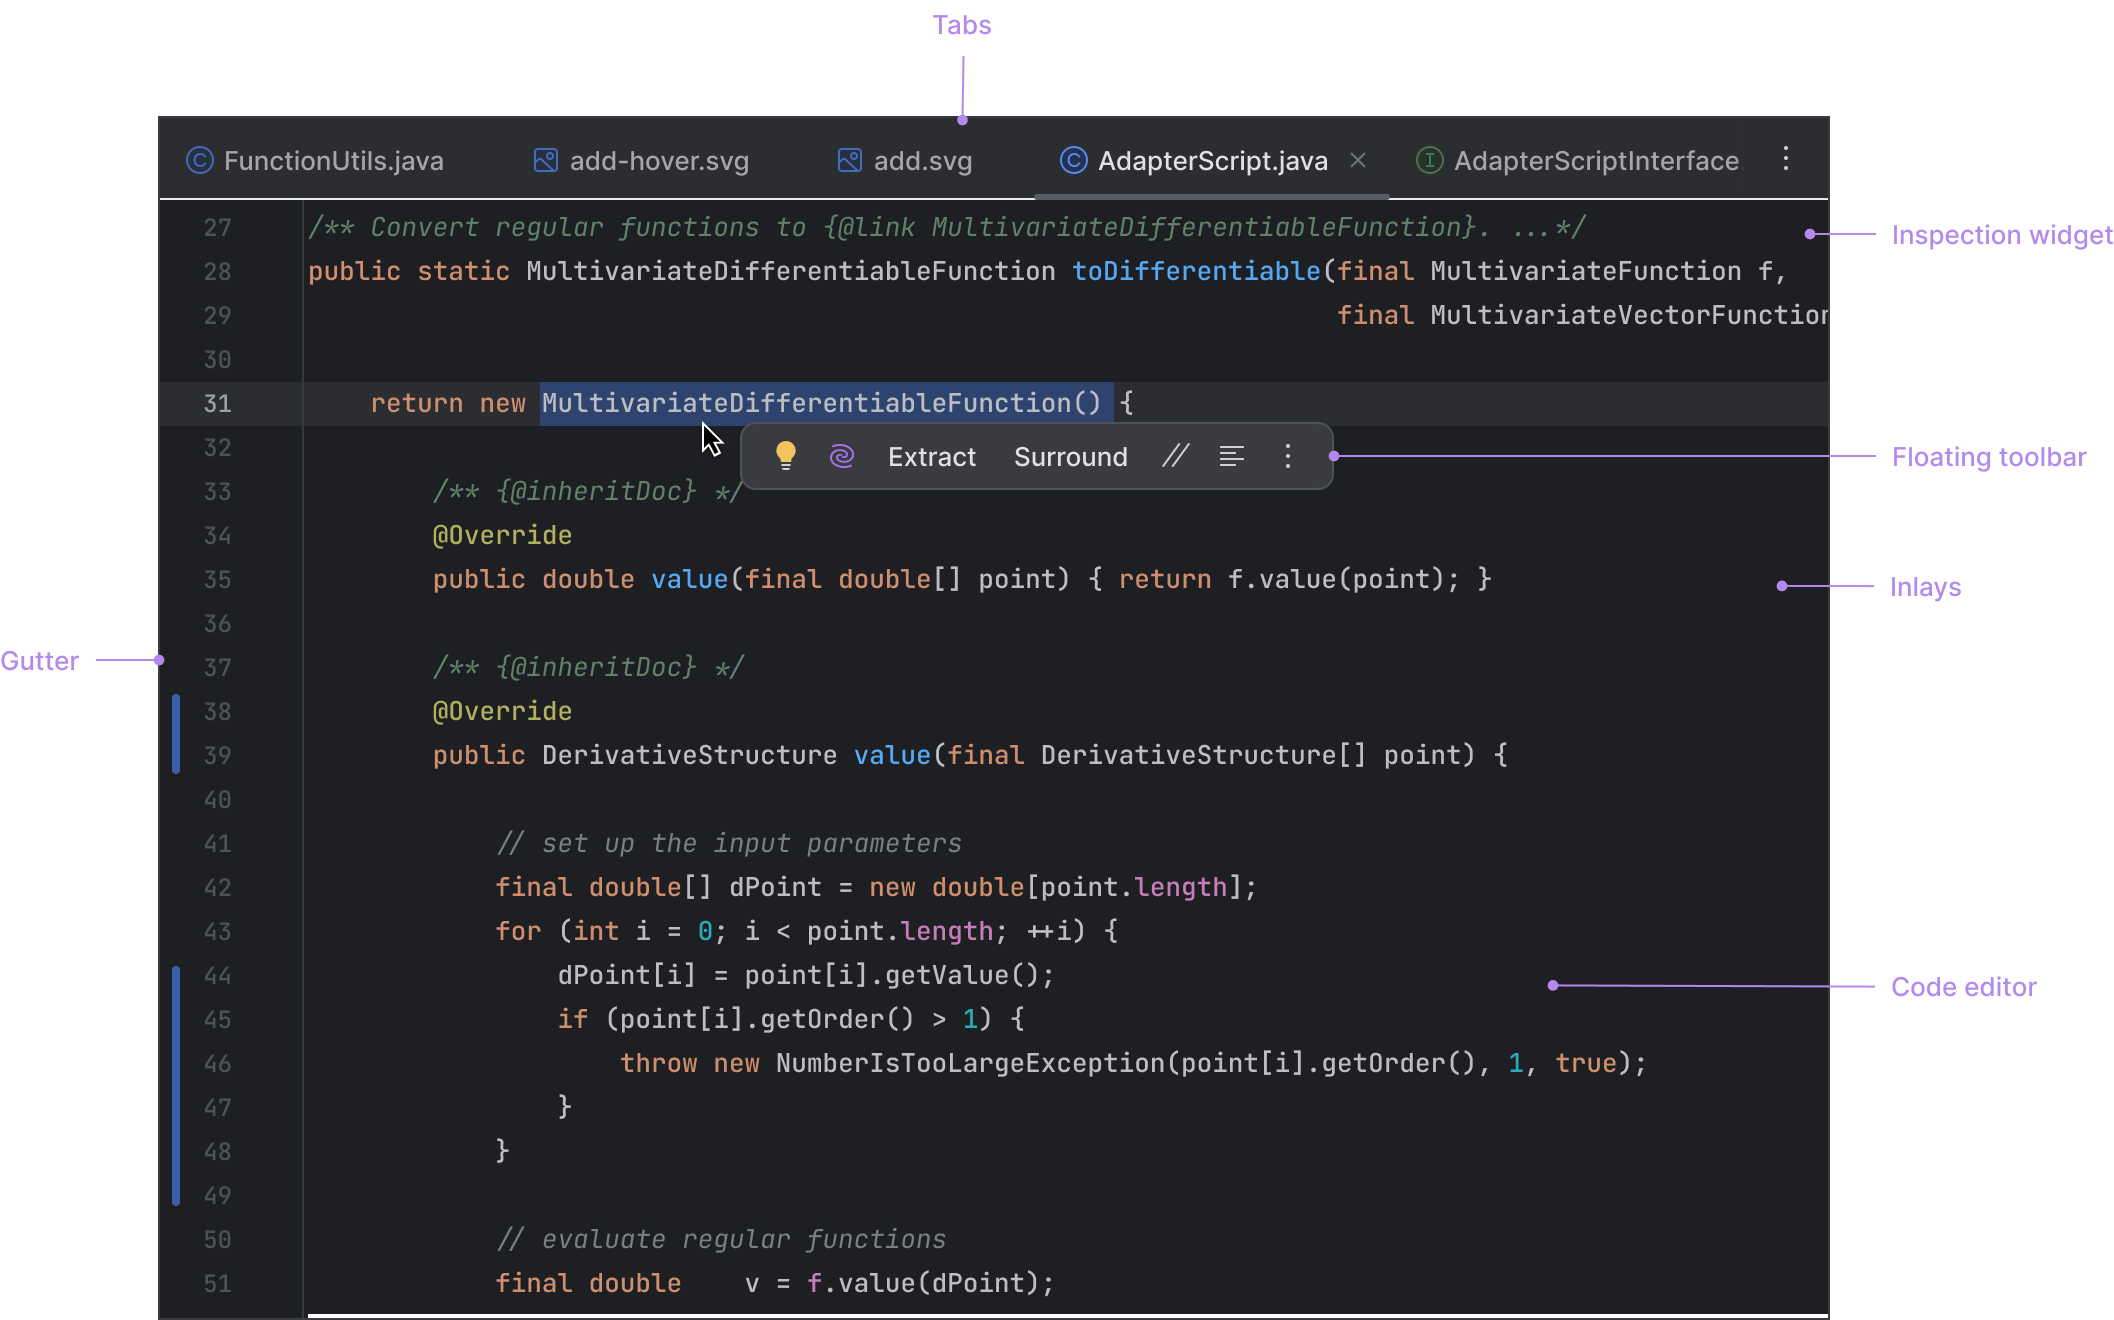 Tabs
FunctionUtils.java add-hover.svg add.svg AdapterScript.java AdapterScriptInterface
27 /** Convert regular functions to {@link MultivariateDifferentiableFunction}. ...*/
Inspection widget
28 public static MultivariateDifferentiableFunction toDifferentiable(final MultivariateFunction f,
29 final MultivariateVectorFunction
30
31 return new MultivariateDifferentiableFunction() {
32
Extract Surround //
Floating toolbar
33 /** {@inheritDoc} */
34 @Override
35 public double value(final double[] point) { return f.value(point); }
Inlays
36
Gutter
37 /** {@inheritDoc} */
38 @Override
39 public DerivativeStructure value(final DerivativeStructure[] point) {
40
41 // set up the input parameters
42 final double[] dPoint = new double[point.length];
43 for (int i = 0; i < point.length; ++i) {
44 dPoint[i] = point[i].getValue();
Code editor
45 if (point[i].getOrder() > 1) {
46 throw new NumberIsTooLargeException(point[i].getOrder(), 1, true);
47 }
48 }
49
50 // evaluate regular functions
51 final double v = f.value(dPoint);